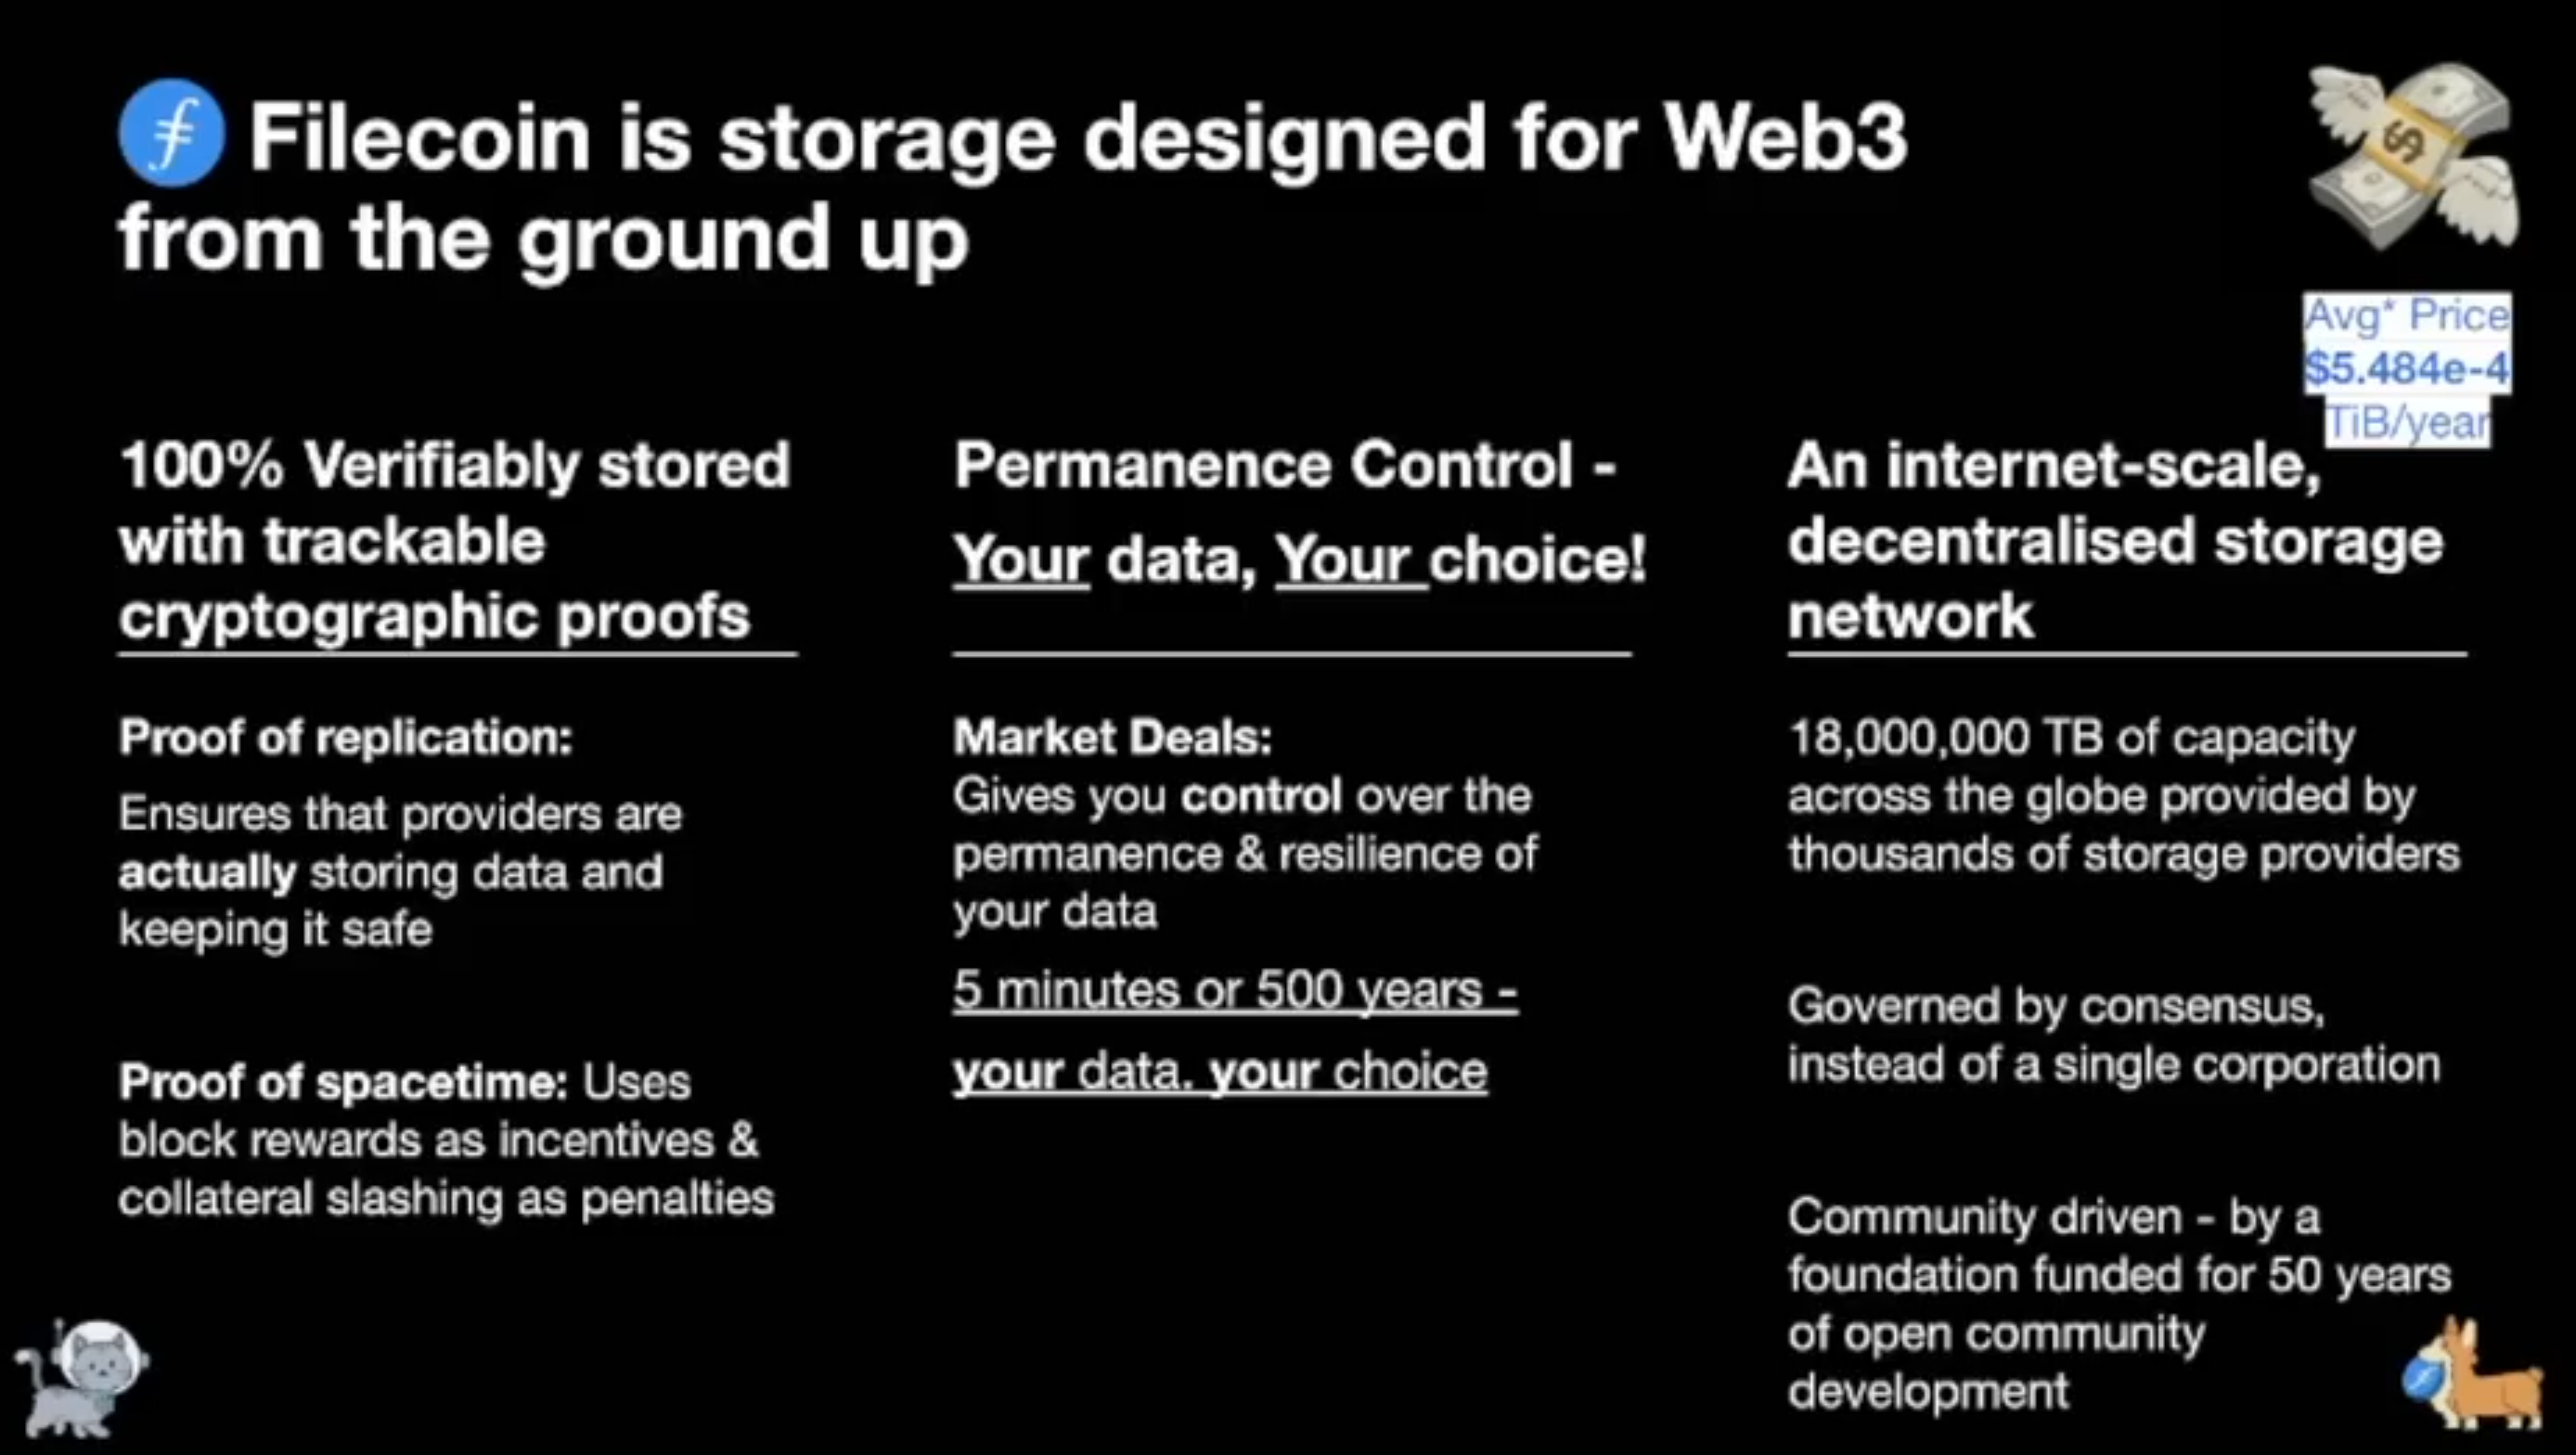 Filecoin is storage designed for Web3
from the ground up
Avg* Price
$5.484e-4
TiB/year
100% Verifiably stored
with trackable
cryptographic proofs
Proof of replication:
Ensures that providers are
actually storing data and
keeping it safe
Proof of spacetime: Uses
block rewards as incentives &
collateral slashing as penalties
Permanence Control -
Your data, Your choice!
Market Deals:
Gives you control over the
permanence & resilience of
your data
5 minutes or 500 years -
your data. your choice
An internet-scale,
decentralised storage
network
18,000,000 TB of capacity
across the globe provided by
thousands of storage providers
Governed by consensus,
instead of a single corporation
Community driven - by a
foundation funded for 50 years
of open community
development